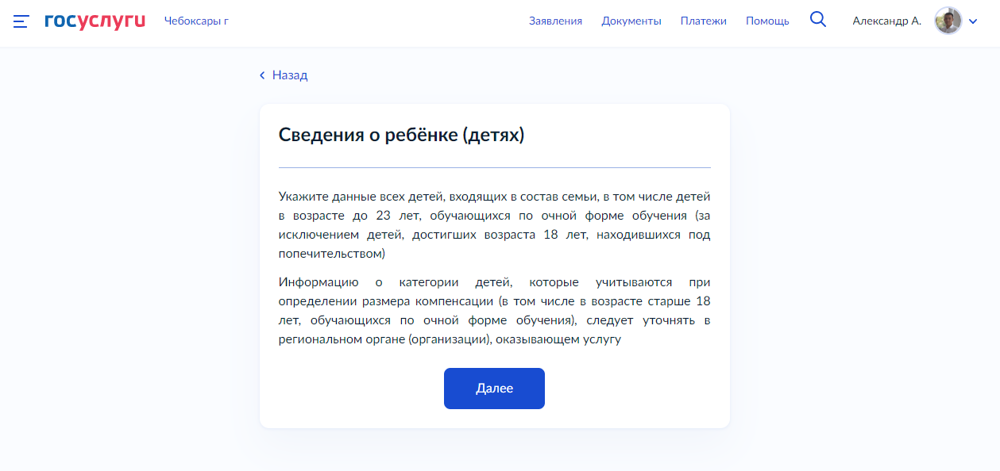 госуслуги Чебоксары г Заявления Документы Платежи Помощь Александр А.
Назад
Сведения о ребёнке (детях)
Укажите данные всех детей, входящих в состав семьи, в том числе детей
в возрасте до 23 лет, обучающихся по очной форме обучения (за
исключением детей, достигших возраста 18 лет, находившихся под
попечительством)
Информацию о категории детей, которые учитываются при
определении размера компенсации (в том числе в возрасте старше 18
лет, обучающихся по очной форме обучения), следует уточнять в
региональном органе (организации), оказывающем услугу
Далее